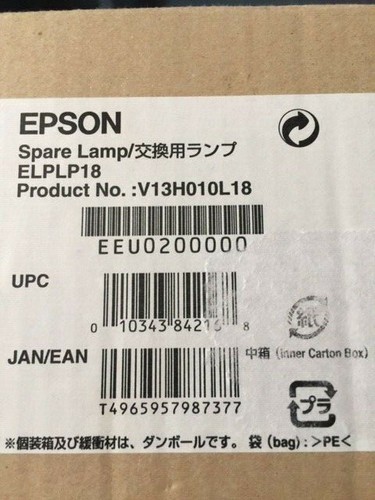 EPSON
Spare Lamp/交換用ランプ
ELPLP18
Product No. :V13H010L18
EEU0200000
UPC
0 10343 84216 8
紙
JAN/EAN
中箱 (Inner Carton Box)
T4965957987377
プラ
※個装箱及び緩衝材は、ダンボールです。 袋 (bag) : >PE<